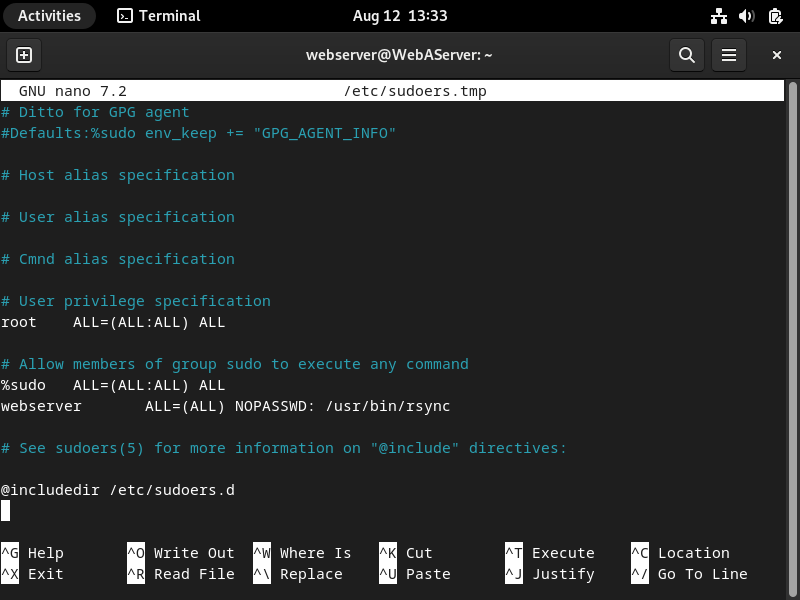 Activities Terminal Aug 12 13:33
webserver@WebAServer: ~
GNU nano 7.2 /etc/sudoers.tmp
# Ditto for GPG agent
#Defaults:%sudo env_keep += "GPG_AGENT_INFO"
# Host alias specification
# User alias specification
# Cmnd alias specification
# User privilege specification
root    ALL=(ALL:ALL) ALL
# Allow members of group sudo to execute any command
%sudo   ALL=(ALL:ALL) ALL
webserver       ALL=(ALL) NOPASSWD: /usr/bin/rsync
# See sudoers(5) for more information on "@include" directives:
@includedir /etc/sudoers.d
^G Help ^O Write Out ^W Where Is ^K Cut ^T Execute ^C Location
^X Exit ^R Read File ^\ Replace ^U Paste ^J Justify ^/ Go To Line